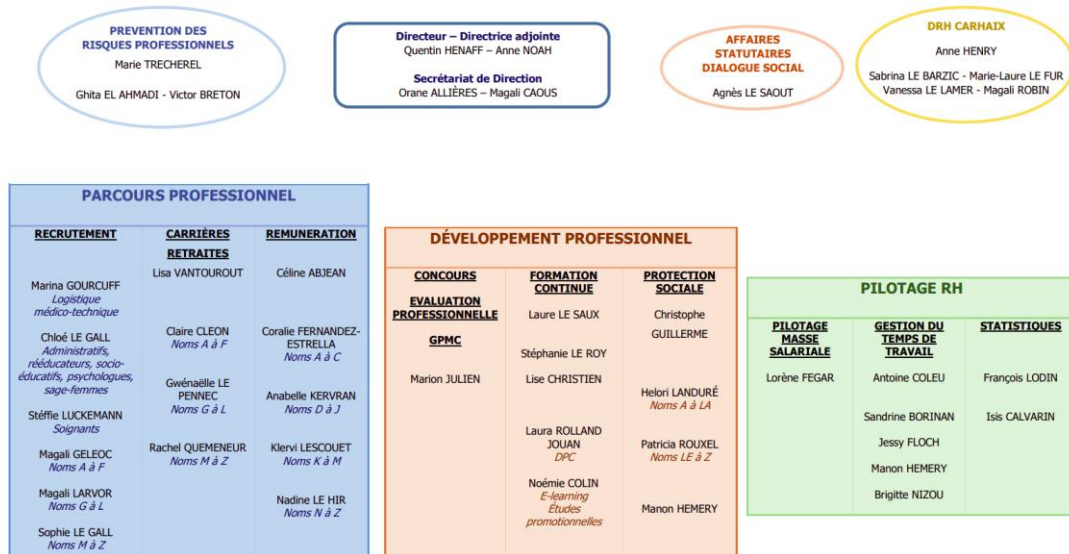 PREVENTION DES
RISQUES PROFESSIONNELS
Marie TRECHEREL
Ghita EL AHMADI - Victor BRETON
Directeur – Directrice adjointe
Quentin HENAFF – Anne NOAH
Secrétariat de Direction
Orane ALLIÈRES – Magali CAOUS
AFFAIRES
STATUTAIRES
DIALOGUE SOCIAL
Agnès LE SAOUT
DRH CARHAIX
Anne HENRY
Sabrina LE BARZIC - Marie-Laure LE FUR
Vanessa LE LAMER - Magali ROBIN
PARCOURS PROFESSIONNEL
RECRUTEMENT
Marina GOURCUFF
Logistique
médico-technique
Chloé LE GALL
Administratifs,
rééducateurs, socio-
éducatifs, psychologues,
sage-femmes
Stéffie LUCKEMANN
Soignants
Magali GELEOC
Noms A à F
Magali LARVOR
Noms G à L
Sophie LE GALL
Noms M à Z
CARRIÈRES
RETRAITES
Lisa VANTOUROUT
Claire CLEON
Noms A à F
Gwénaëlle LE
PENNEC
Noms G à L
Rachel QUEMENEUR
Noms M à Z
REMUNERATION
Céline ABJEAN
Coralie FERNANDEZ-
ESTRELLA
Noms A à C
Anabelle KERVRAN
Noms D à J
Klervi LESCOUET
Noms K à M
Nadine LE HIR
Noms N à Z
DÉVELOPPEMENT PROFESSIONNEL
CONCOURS
EVALUATION
PROFESSIONNELLE
GPMC
Marion JULIEN
FORMATION
CONTINUE
Laure LE SAUX
Stéphanie LE ROY
Lise CHRISTIEN
Laura ROLLAND
JOUAN
DPC
Noémie COLIN
E-learning
Études
promotionnelles
PROTECTION
SOCIALE
Christophe
GUILLERME
Helori LANDURÉ
Noms A à LA
Patricia ROUXEL
Noms LE à Z
Manon HEMERY
PILOTAGE RH
PILOTAGE
MASSE
SALARIALE
Lorène FEGAR
GESTION DU
TEMPS DE
TRAVAIL
Antoine COLEU
Sandrine BORINAN
Jessy FLOCH
Manon HEMERY
Brigitte NIZOU
STATISTIQUES
François LODIN
Isis CALVARIN